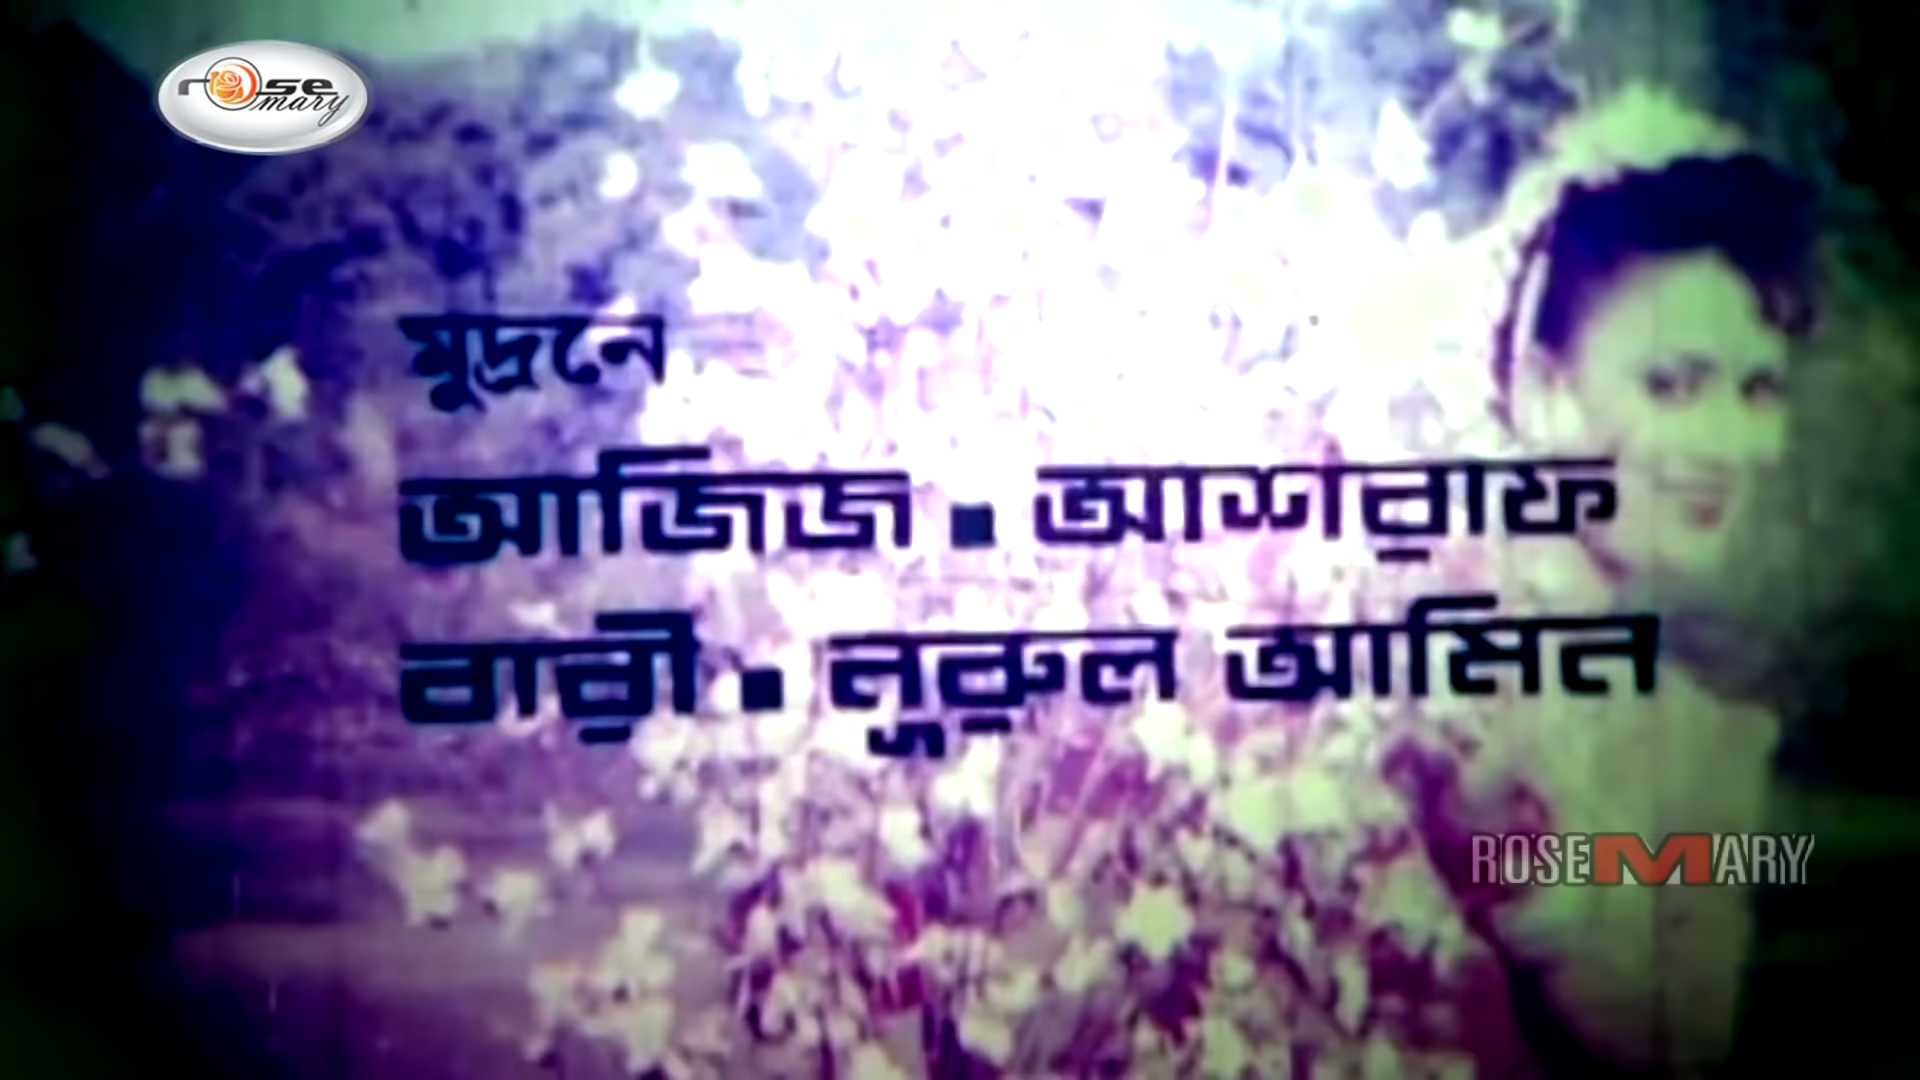 rose
mary
মুদ্রনে
আজিজ . আশরাফ
বারী . নূরুল আমিন
ROSEMARY